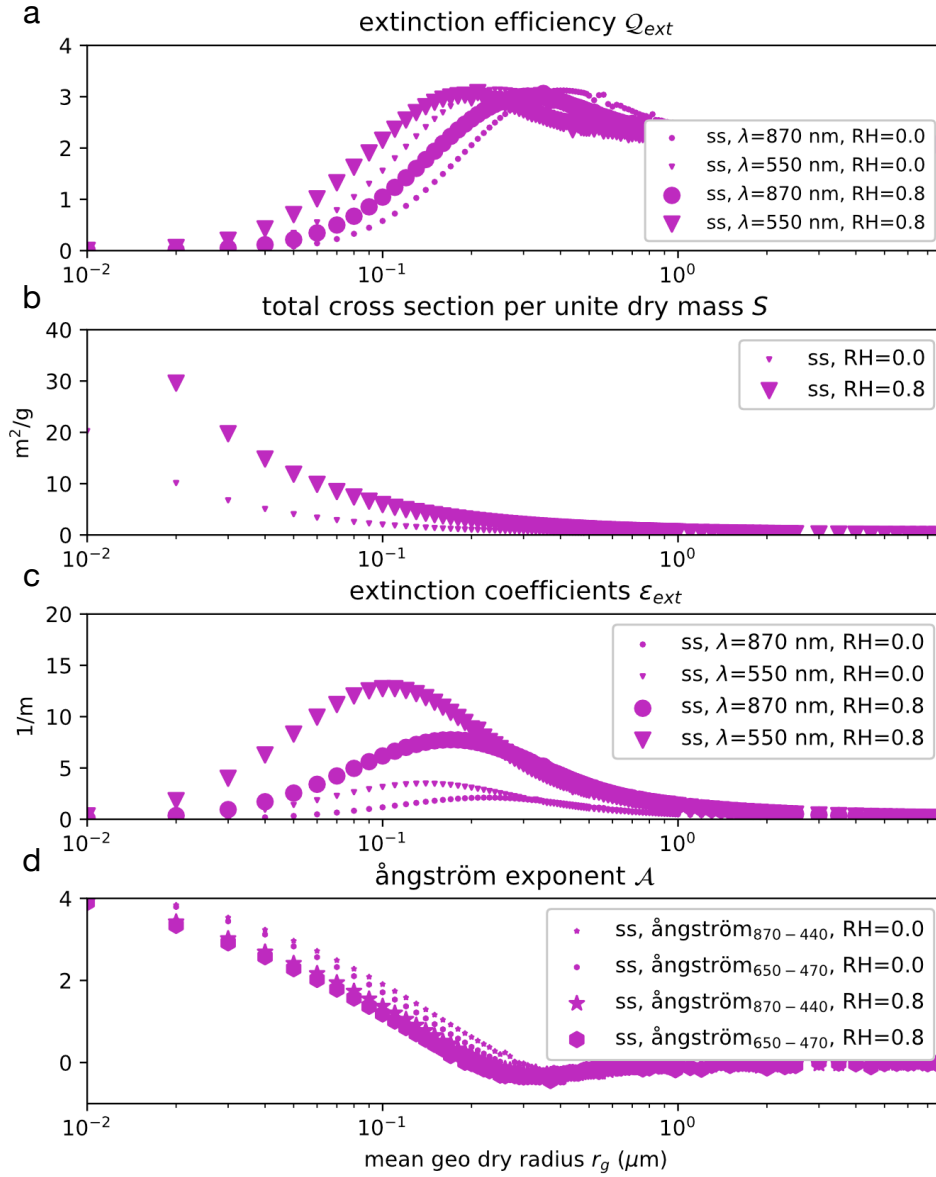 a
extinction efficiency 𝒬ext
4
3
2
1
0
ss, λ=870 nm, RH=0.0
ss, λ=550 nm, RH=0.0
ss, λ=870 nm, RH=0.8
ss, λ=550 nm, RH=0.8
10⁻² 10⁻¹ 10⁰
b
total cross section per unite dry mass S
40
30
20
10
0
m²/g
ss, RH=0.0
ss, RH=0.8
10⁻² 10⁻¹ 10⁰
c
extinction coefficients εext
20
15
10
5
0
1/m
ss, λ=870 nm, RH=0.0
ss, λ=550 nm, RH=0.0
ss, λ=870 nm, RH=0.8
ss, λ=550 nm, RH=0.8
10⁻² 10⁻¹ 10⁰
d
ångström exponent 𝒜
4
2
0
ss, ångström870−440, RH=0.0
ss, ångström650−470, RH=0.0
ss, ångström870−440, RH=0.8
ss, ångström650−470, RH=0.8
10⁻² 10⁻¹ 10⁰
mean geo dry radius rg (μm)